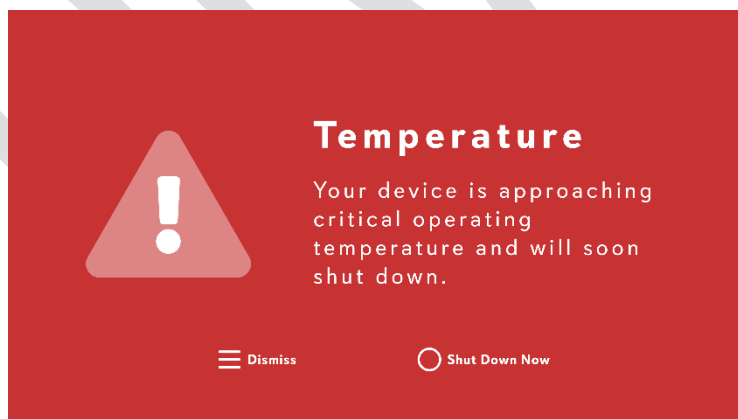 Temperature
Your device is approaching
critical operating
temperature and will soon
shut down.
Dismiss
Shut Down Now